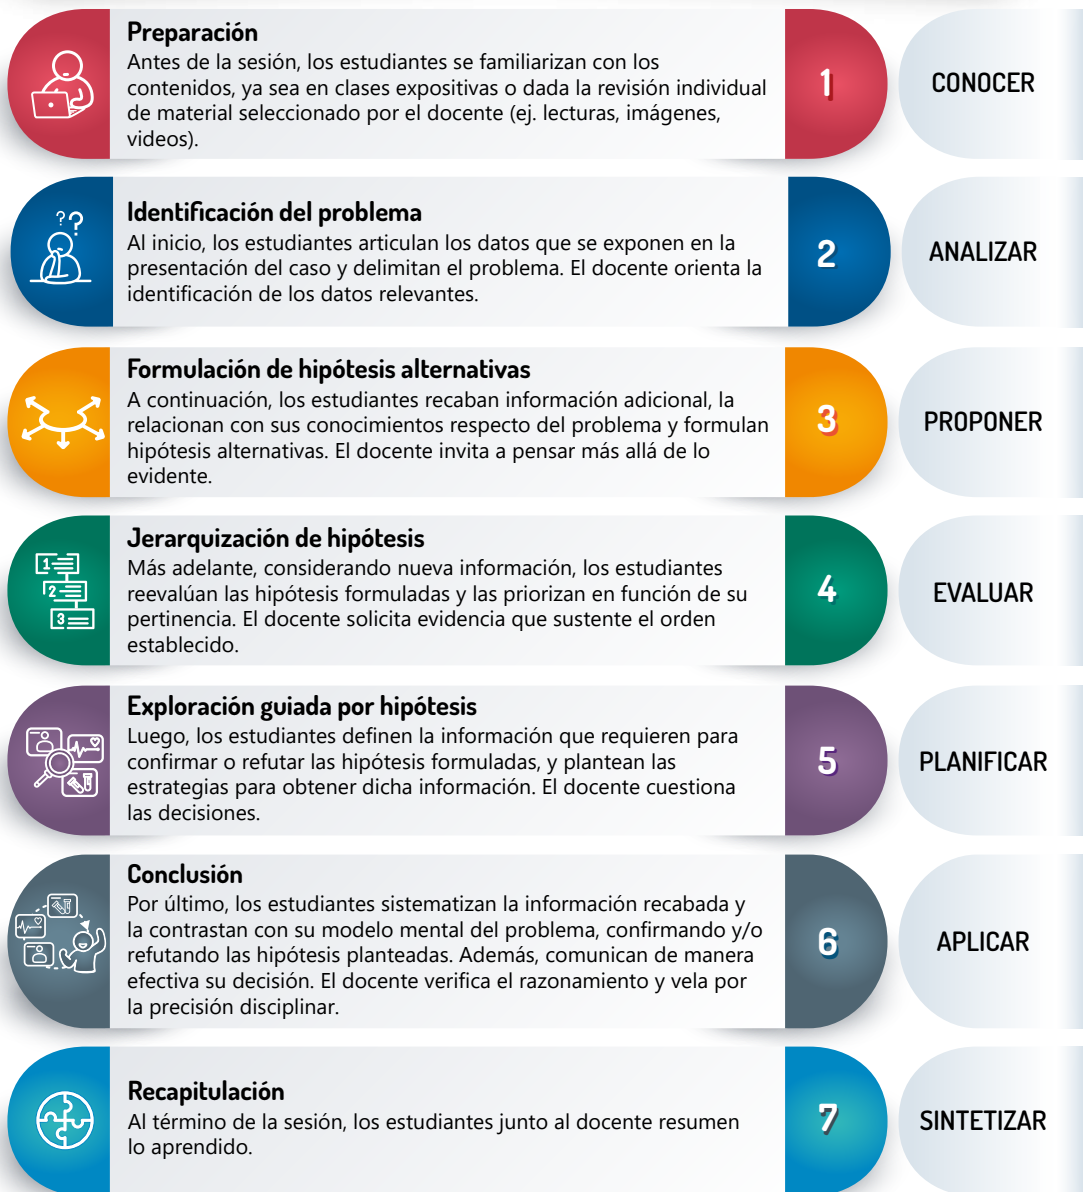 Preparación
Antes de la sesión, los estudiantes se familiarizan con los
contenidos, ya sea en clases expositivas o dada la revisión individual
de material seleccionado por el docente (ej. lecturas, imágenes,
videos).
1
CONOCER
Identificación del problema
Al inicio, los estudiantes articulan los datos que se exponen en la
presentación del caso y delimitan el problema. El docente orienta la
identificación de los datos relevantes.
2
ANALIZAR
??
Formulación de hipótesis alternativas
A continuación, los estudiantes recaban información adicional, la
relacionan con sus conocimientos respecto del problema y formulan
hipótesis alternativas. El docente invita a pensar más allá de lo
evidente.
3
PROPONER
Jerarquización de hipótesis
Más adelante, considerando nueva información, los estudiantes
reevalúan las hipótesis formuladas y las priorizan en función de su
pertinencia. El docente solicita evidencia que sustente el orden
establecido.
4
EVALUAR
1
2
3
Exploración guiada por hipótesis
Luego, los estudiantes definen la información que requieren para
confirmar o refutar las hipótesis formuladas, y plantean las
estrategias para obtener dicha información. El docente cuestiona
las decisiones.
5
PLANIFICAR
Conclusión
Por último, los estudiantes sistematizan la información recabada y
la contrastan con su modelo mental del problema, confirmando y/o
refutando las hipótesis planteadas. Además, comunican de manera
efectiva su decisión. El docente verifica el razonamiento y vela por
la precisión disciplinar.
6
APLICAR
Recapitulación
Al término de la sesión, los estudiantes junto al docente resumen
lo aprendido.
7
SINTETIZAR